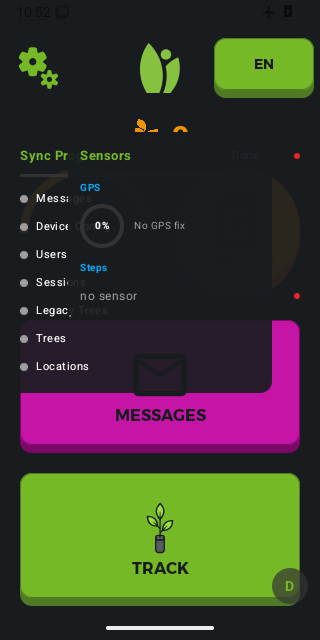 10:52
EN
Sync Pr
Sensors
GPS
0%
No GPS fix
Steps
no sensor
Messages
Device
Users
Sessions
Legacy Trees
Trees
Locations
MESSAGES
TRACK
D